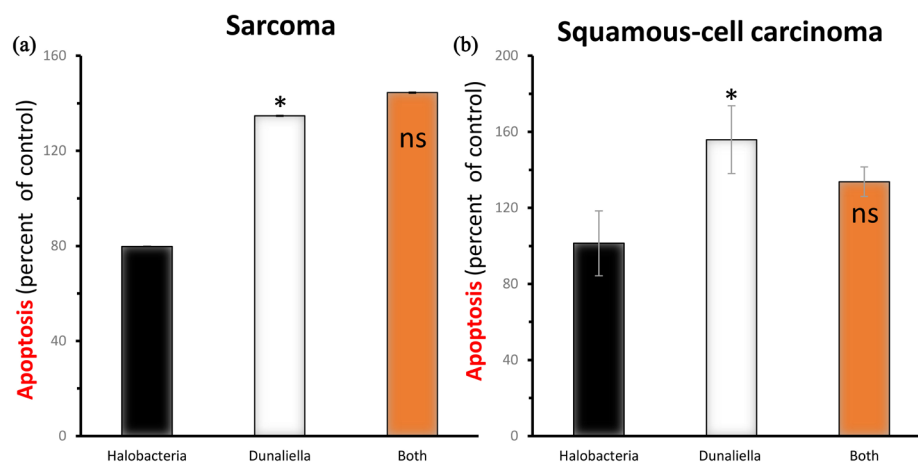 Sarcoma
(a)
Apoptosis (percent of control)
160
120
80
40
0
*
ns
Halobacteria Dunaliella Both
Squamous-cell carcinoma
(b)
Apoptosis (percent of control)
200
160
120
80
40
0
*
ns
Halobacteria Dunaliella Both